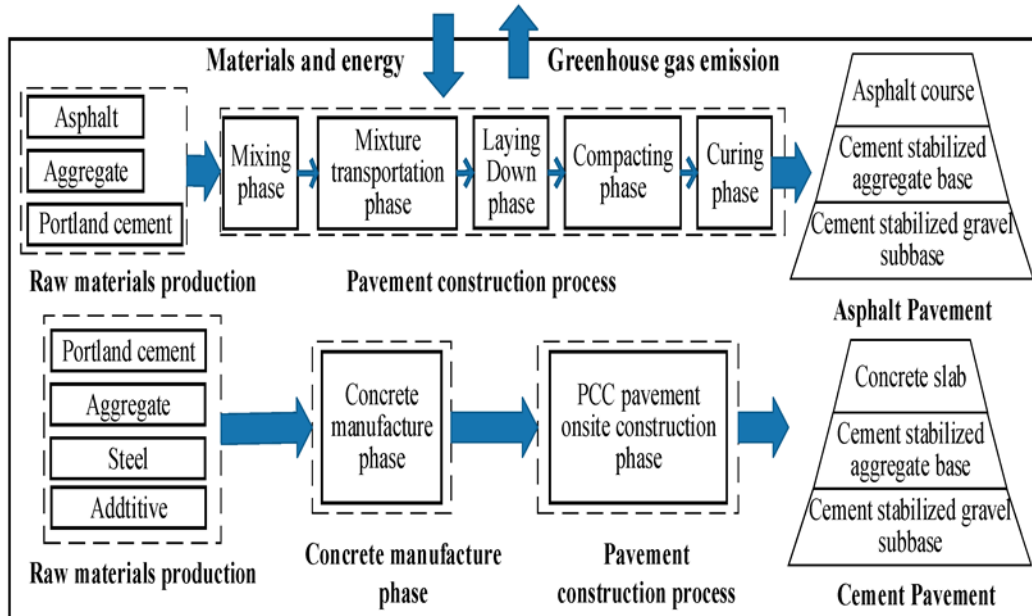 Materials and energy
Greenhouse gas emission
Asphalt
Aggregate
Portland cement
Raw materials production
Mixing
phase
Mixture
transportation
phase
Laying
Down
phase
Compacting
phase
Curing
phase
Pavement construction process
Asphalt course
Cement stabilized
aggregate base
Cement stabilized gravel
subbase
Asphalt Pavement
Portland cement
Aggregate
Steel
Addtitive
Raw materials production
Concrete
manufacture
phase
Concrete manufacture
phase
PCC pavement
onsite construction
phase
Pavement
construction process
Concrete slab
Cement stabilized
aggregate base
Cement stabilized gravel
subbase
Cement Pavement